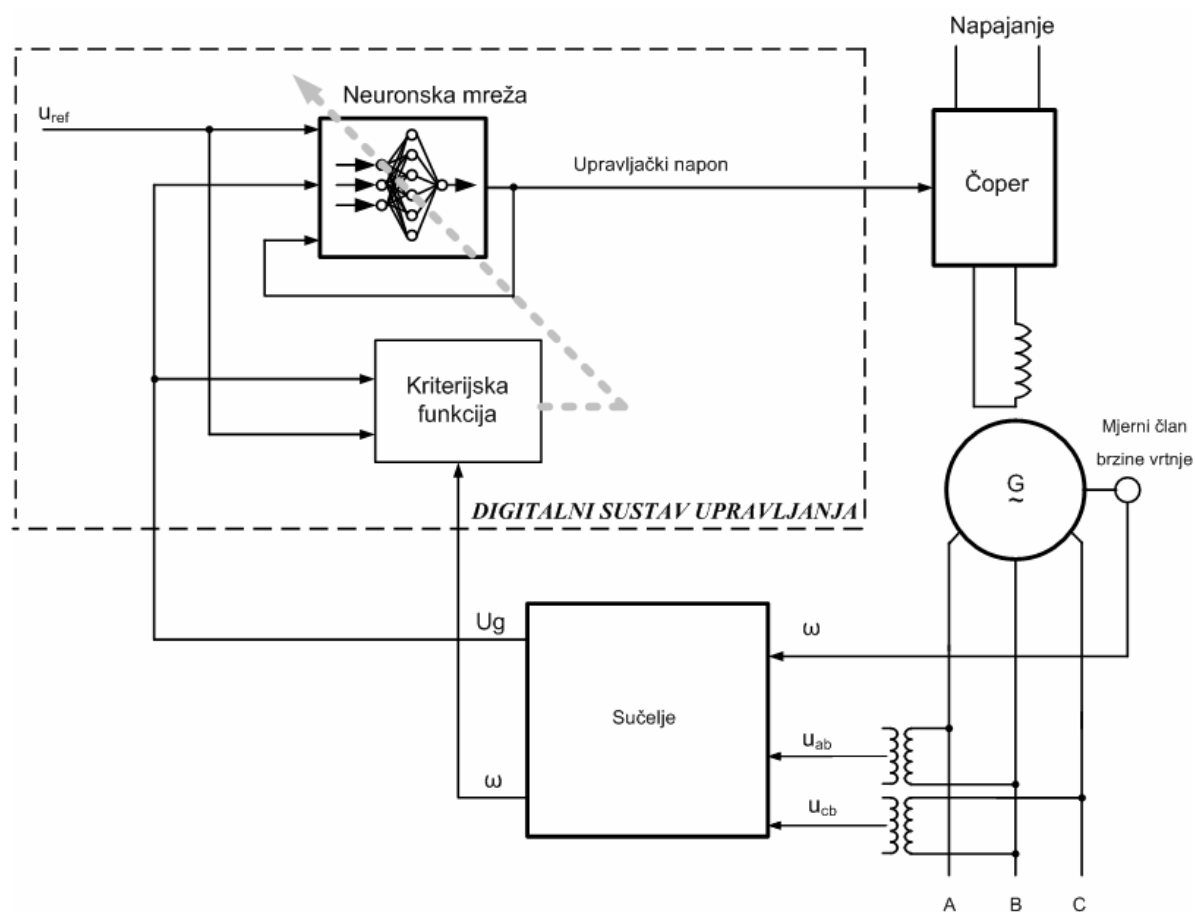 Napajanje
Neuronska mreža
u_ref
Upravljački napon
Čoper
Kriterijska
funkcija
Mjerni član
brzine vrtnje
G
~
DIGITALNI SUSTAV UPRAVLJANJA
Ug
ω
Sučelje
u_ab
ω
u_cb
A B C